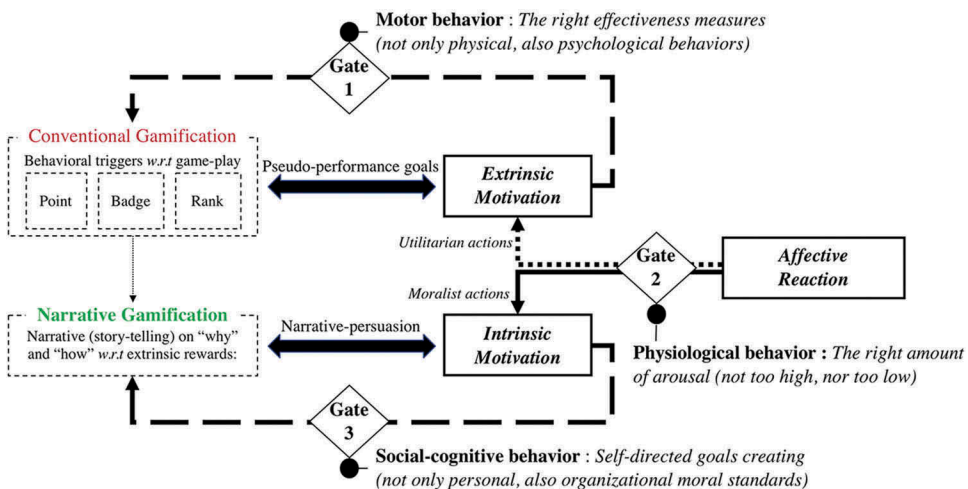 Motor behavior : The right effectiveness measures
(not only physical, also psychological behaviors)
Gate
1
Conventional Gamification
Behavioral triggers w.r.t game-play
Point
Badge
Rank
Pseudo-performance goals
Extrinsic
Motivation
Utilitarian actions
Gate
2
Affective
Reaction
Moralist actions
Narrative Gamification
Narrative (story-telling) on “why”
and “how” w.r.t extrinsic rewards:
Narrative-persuasion
Intrinsic
Motivation
Physiological behavior : The right amount
of arousal (not too high, nor too low)
Gate
3
Social-cognitive behavior : Self-directed goals creating
(not only personal, also organizational moral standards)